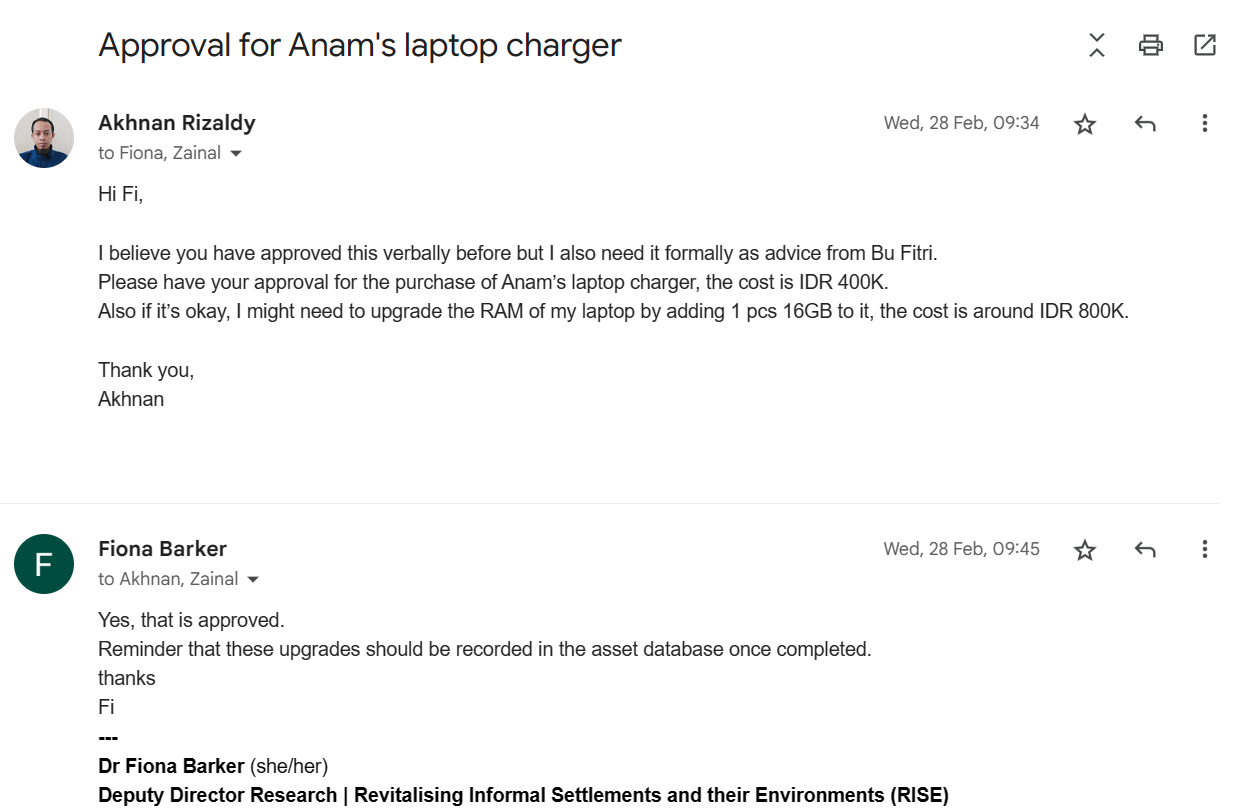 Approval for Anam's laptop charger
Akhnan Rizaldy
Wed, 28 Feb, 09:34
to Fiona, Zainal
Hi Fi,
I believe you have approved this verbally before but I also need it formally as advice from Bu Fitri.
Please have your approval for the purchase of Anam’s laptop charger, the cost is IDR 400K.
Also if it’s okay, I might need to upgrade the RAM of my laptop by adding 1 pcs 16GB to it, the cost is around IDR 800K.
Thank you,
Akhnan
F
Fiona Barker
Wed, 28 Feb, 09:45
to Akhnan, Zainal
Yes, that is approved.
Reminder that these upgrades should be recorded in the asset database once completed.
thanks
Fi
---
Dr Fiona Barker (she/her)
Deputy Director Research | Revitalising Informal Settlements and their Environments (RISE)